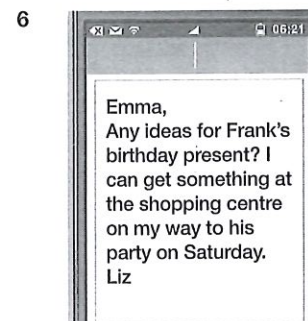 6
06:21
Emma,
Any ideas for Frank's
birthday present? I
can get something at
the shopping centre
on my way to his
party on Saturday.
Liz